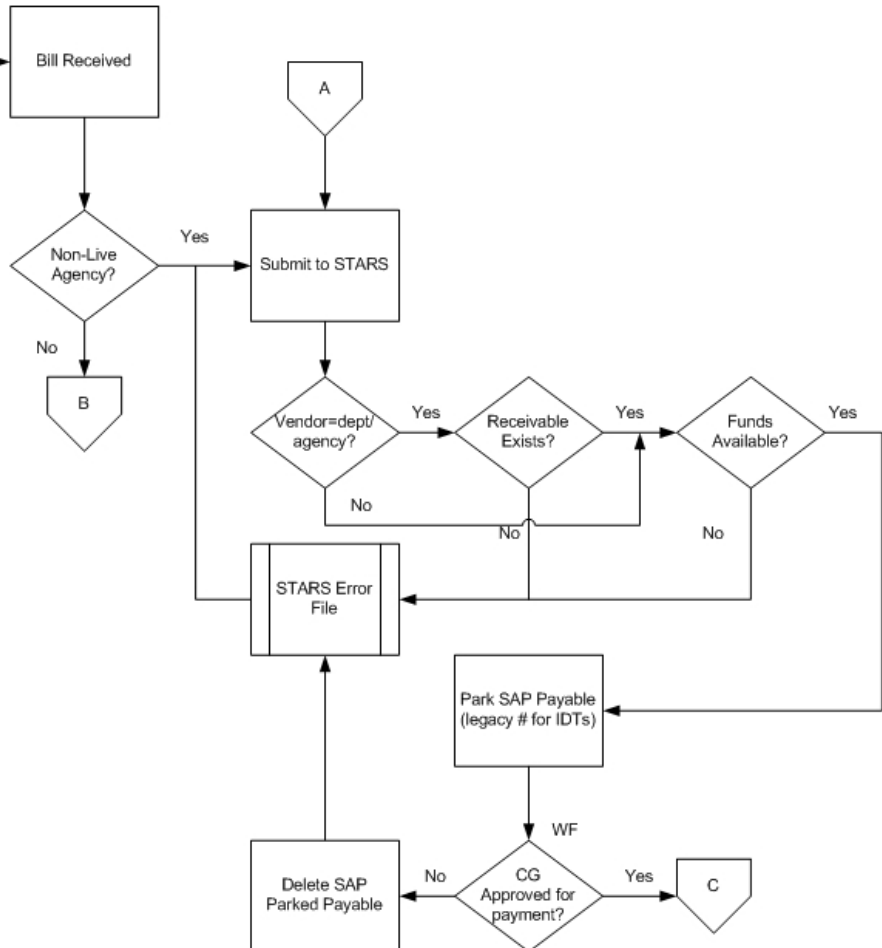 Bill Received
A
Non-Live
Agency?
Yes
Submit to STARS
No
B
Vendor=dept/
agency?
Yes
Receivable
Exists?
Yes
Funds
Available?
Yes
No
No
No
STARS Error
File
Park SAP Payable
(legacy # for IDTs)
WF
Delete SAP
Parked Payable
No
CG
Approved for
payment?
Yes
C